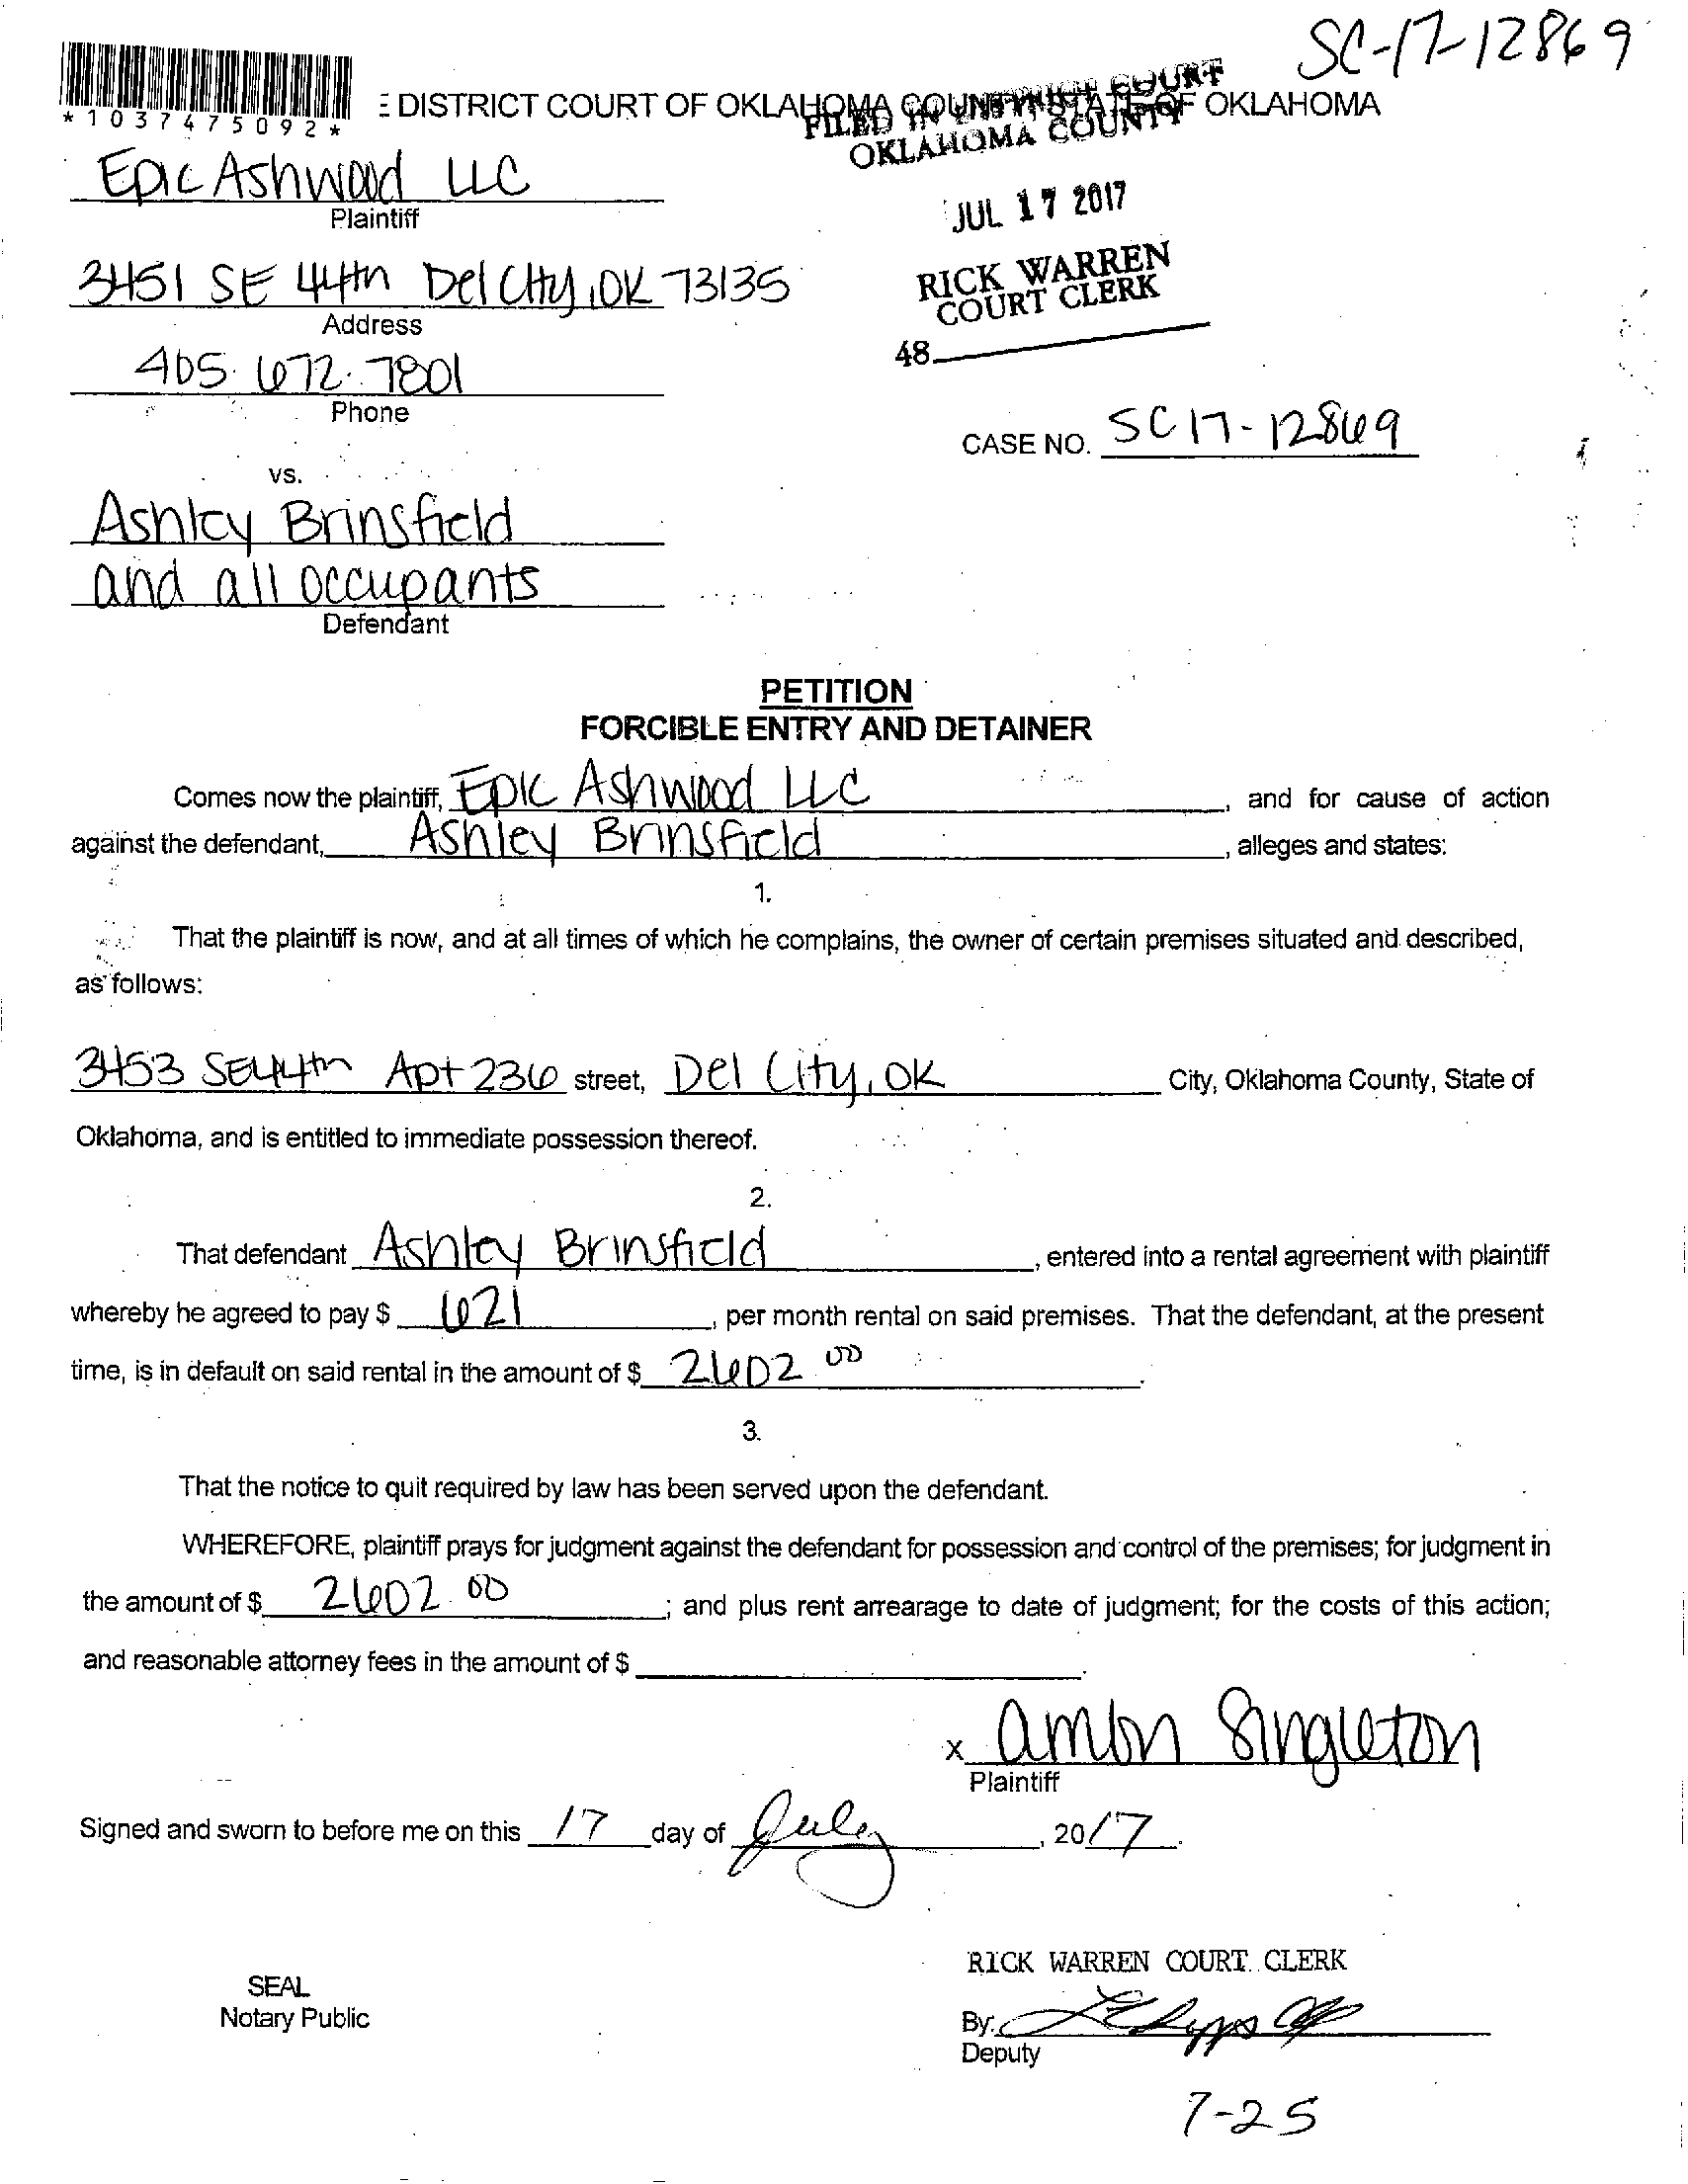 SC-17-12869
*1037475092*
E DISTRICT COURT OF OKLAHOMA COUNTY, STATE OF OKLAHOMA
FILED IN DISTRICT COURT
OKLAHOMA COUNTY
Epic Ashwood LLC
Plaintiff
JUL 17 2017
3451 SE 44th Del City, OK 73135
Address
RICK WARREN
COURT CLERK
48
405.672.7801
Phone
CASE NO. SC17-12869
vs.
Ashley Brinsfield
and all occupants
Defendant
PETITION
FORCIBLE ENTRY AND DETAINER
Comes now the plaintiff, Epic Ashwood LLC, and for cause of action
against the defendant, Ashley Brinsfield, alleges and states:
1.
That the plaintiff is now, and at all times of which he complains, the owner of certain premises situated and described,
as follows:
3453 SE 44th Apt 236 street, Del City, OK City, Oklahoma County, State of
Oklahoma, and is entitled to immediate possession thereof.
2.
That defendant Ashley Brinsfield, entered into a rental agreement with plaintiff
whereby he agreed to pay $ 621, per month rental on said premises. That the defendant, at the present
time, is in default on said rental in the amount of $ 2602 00.
3.
That the notice to quit required by law has been served upon the defendant.
WHEREFORE, plaintiff prays for judgment against the defendant for possession and control of the premises; for judgment in
the amount of $ 2602.00; and plus rent arrearage to date of judgment; for the costs of this action;
and reasonable attorney fees in the amount of $
x Amber Singleton
Plaintiff
Signed and sworn to before me on this 17 day of July, 2017.
RICK WARREN COURT CLERK
SEAL
Notary Public
By:
Deputy
7-25